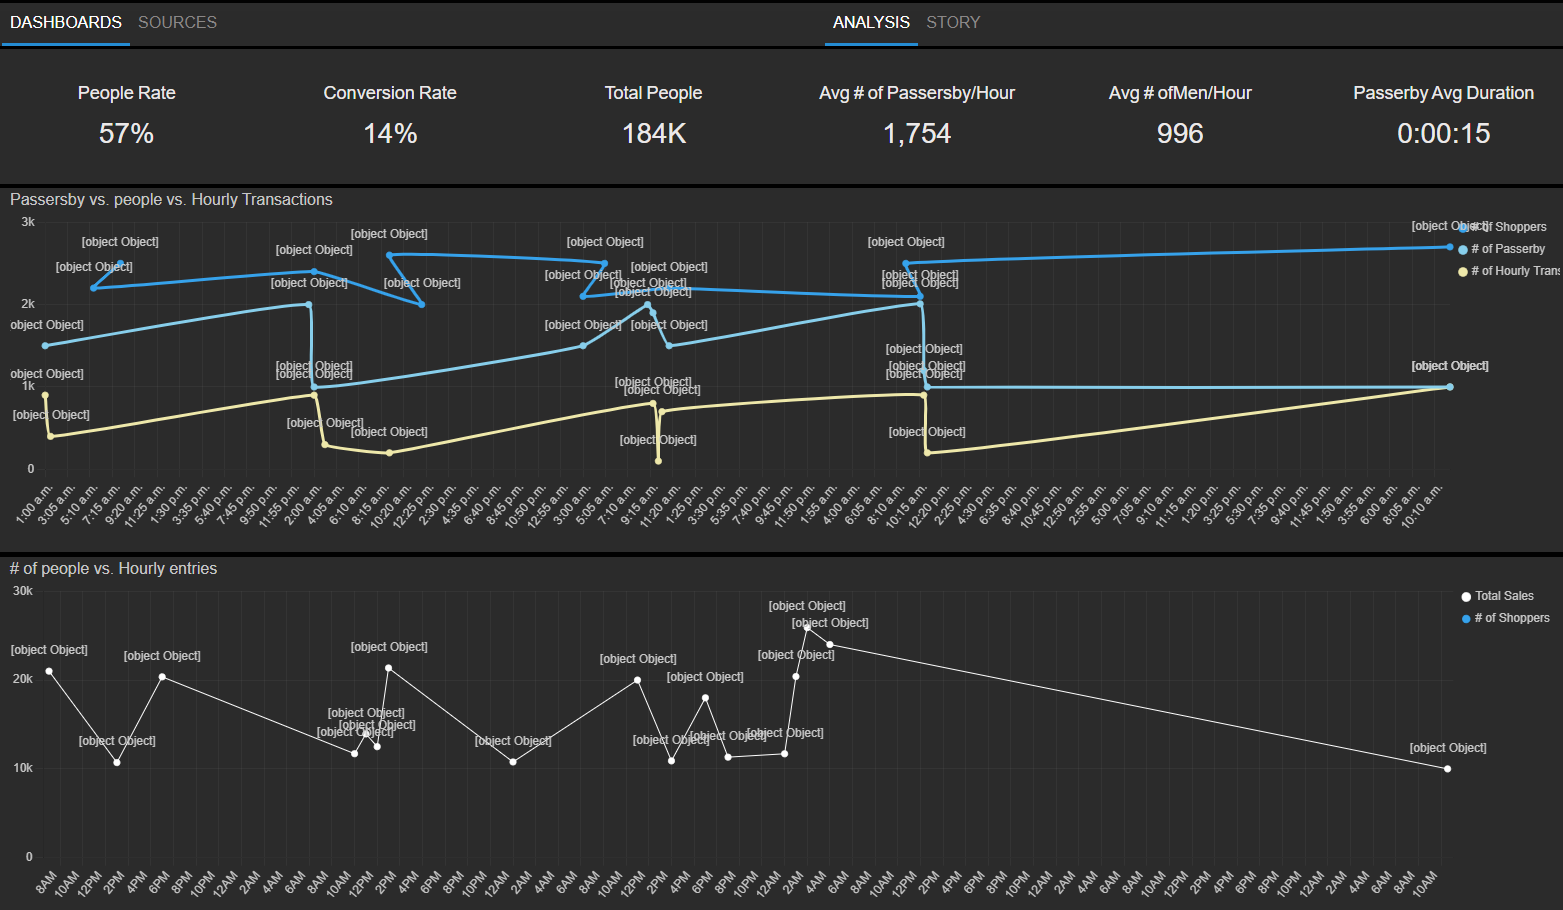 DASHBOARDS SOURCES ANALYSIS STORY
People Rate Conversion Rate Total People Avg # of Passersby/Hour Avg # ofMen/Hour Passerby Avg Duration
57% 14% 184K 1,754 996 0:00:15
Passersby vs. people vs. Hourly Transactions
3k
[object Object]
[object Object]
[object Object]
[object Object]
[object Object]
[object Object]
[object Object]
# of Shoppers
# of Passerby
# of Hourly Trans
[object Object]
[object Object]
[object Object]
[object Object]
[object Object]
[object Object]
[object Object]
[object Object]
[object Object]
[object Object]
2k
object Object]
[object Object]
[object Object]
[object Object]
[object Object]
[object Object]
[object Object]
[object Object]
[object Object]
object Object]
[object Object]
1k
[object Object]
[object Object]
[object Object]
[object Object]
[object Object]
[object Object]
[object Object]
0
1:00 a.m. 3:05 a.m. 5:10 a.m. 7:15 a.m. 9:20 a.m. 11:25 a.m. 1:30 p.m. 3:35 p.m. 5:40 p.m. 7:45 p.m. 9:50 p.m. 11:55 p.m. 2:00 a.m. 4:05 a.m. 6:10 a.m. 8:15 a.m. 10:20 a.m. 12:25 p.m. 2:30 p.m. 4:35 p.m. 6:40 p.m. 8:45 p.m. 10:50 p.m. 12:55 a.m. 3:00 a.m. 5:05 a.m. 7:10 a.m. 9:15 a.m. 11:20 a.m. 1:25 p.m. 3:30 p.m. 5:35 p.m. 7:40 p.m. 9:45 p.m. 11:50 p.m. 1:55 a.m. 4:00 a.m. 6:05 a.m. 8:10 a.m. 10:15 a.m. 12:20 p.m. 2:25 p.m. 4:30 p.m. 6:35 p.m. 8:40 p.m. 10:45 p.m. 12:50 a.m. 2:55 a.m. 5:00 a.m. 7:05 a.m. 9:10 a.m. 11:15 a.m. 1:20 p.m. 3:25 p.m. 5:30 p.m. 7:35 p.m. 9:40 p.m. 11:45 p.m. 1:50 a.m. 3:55 a.m. 6:00 a.m. 8:05 a.m. 10:10 a.m.
# of people vs. Hourly entries
30k
Total Sales
# of Shoppers
[object Object]
[object Object]
[object Object]
[object Object]
[object Object]
[object Object]
[object Object]
[object Object]
20k
[object Object]
[object Object]
[object Object]
[object Object]
[object Object]
[object Object]
[object Object]
[object Object]
[object Object]
[object Object]
10k
0
8AM 10AM 12PM 2PM 4PM 6PM 8PM 10PM 12AM 2AM 4AM 6AM 8AM 10AM 12PM 2PM 4PM 6PM 8PM 10PM 12AM 2AM 4AM 6AM 8AM 10AM 12PM 2PM 4PM 6PM 8PM 10PM 12AM 2AM 4AM 6AM 8AM 10AM 12PM 2PM 4PM 6PM 8PM 10PM 12AM 2AM 4AM 6AM 8AM 10AM 12PM 2PM 4PM 6PM 8PM 10PM 12AM 2AM 4AM 6AM 8AM 10AM